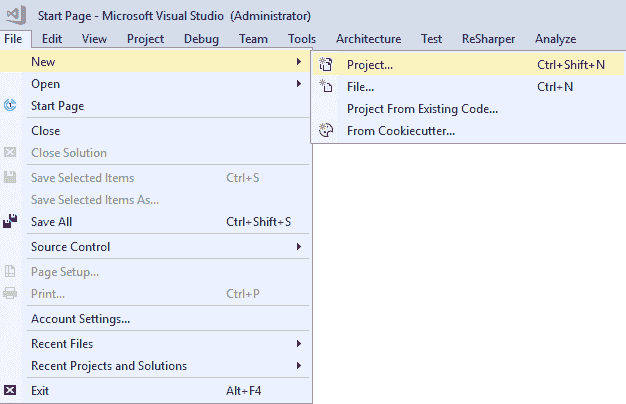 Start Page - Microsoft Visual Studio (Administrator)
File Edit View Project Debug Team Tools Architecture Test ReSharper Analyze
New
Project... Ctrl+Shift+N
Open
File... Ctrl+N
Start Page
Project From Existing Code...
Close
From Cookiecutter...
Close Solution
Save Selected Items Ctrl+S
Save Selected Items As...
Save All Ctrl+Shift+S
Source Control
Page Setup...
Print... Ctrl+P
Account Settings...
Recent Files
Recent Projects and Solutions
Exit Alt+F4